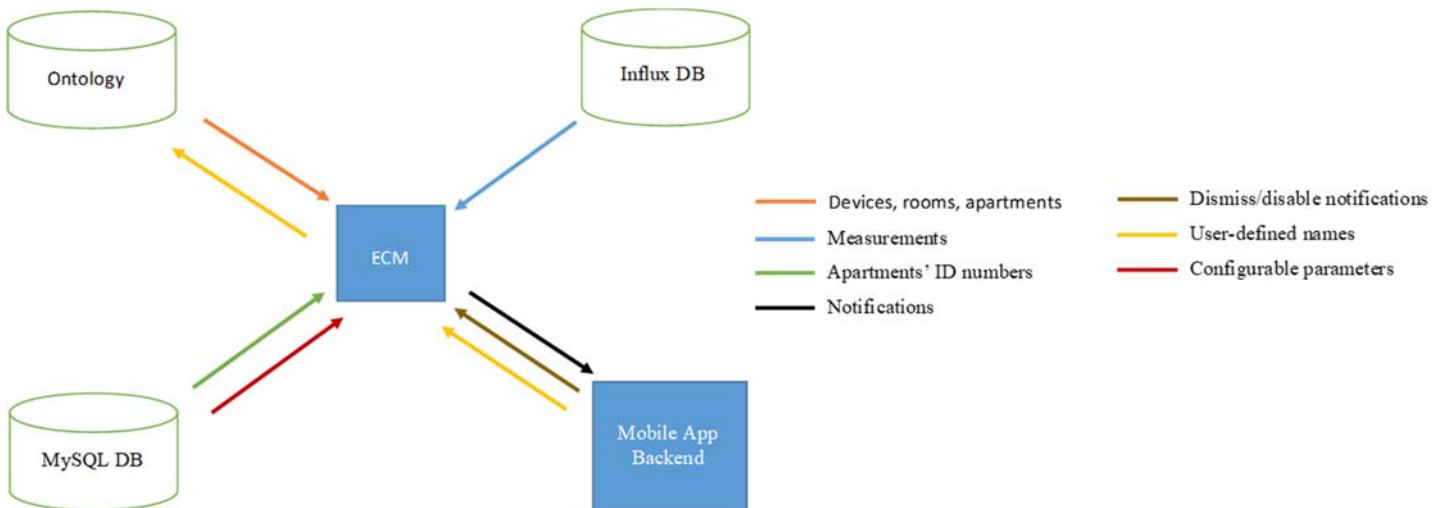 Ontology
Influx DB
ECM
MySQL DB
Mobile App
Backend
Devices, rooms, apartments
Measurements
Apartments’ ID numbers
Notifications
Dismiss/disable notifications
User-defined names
Configurable parameters